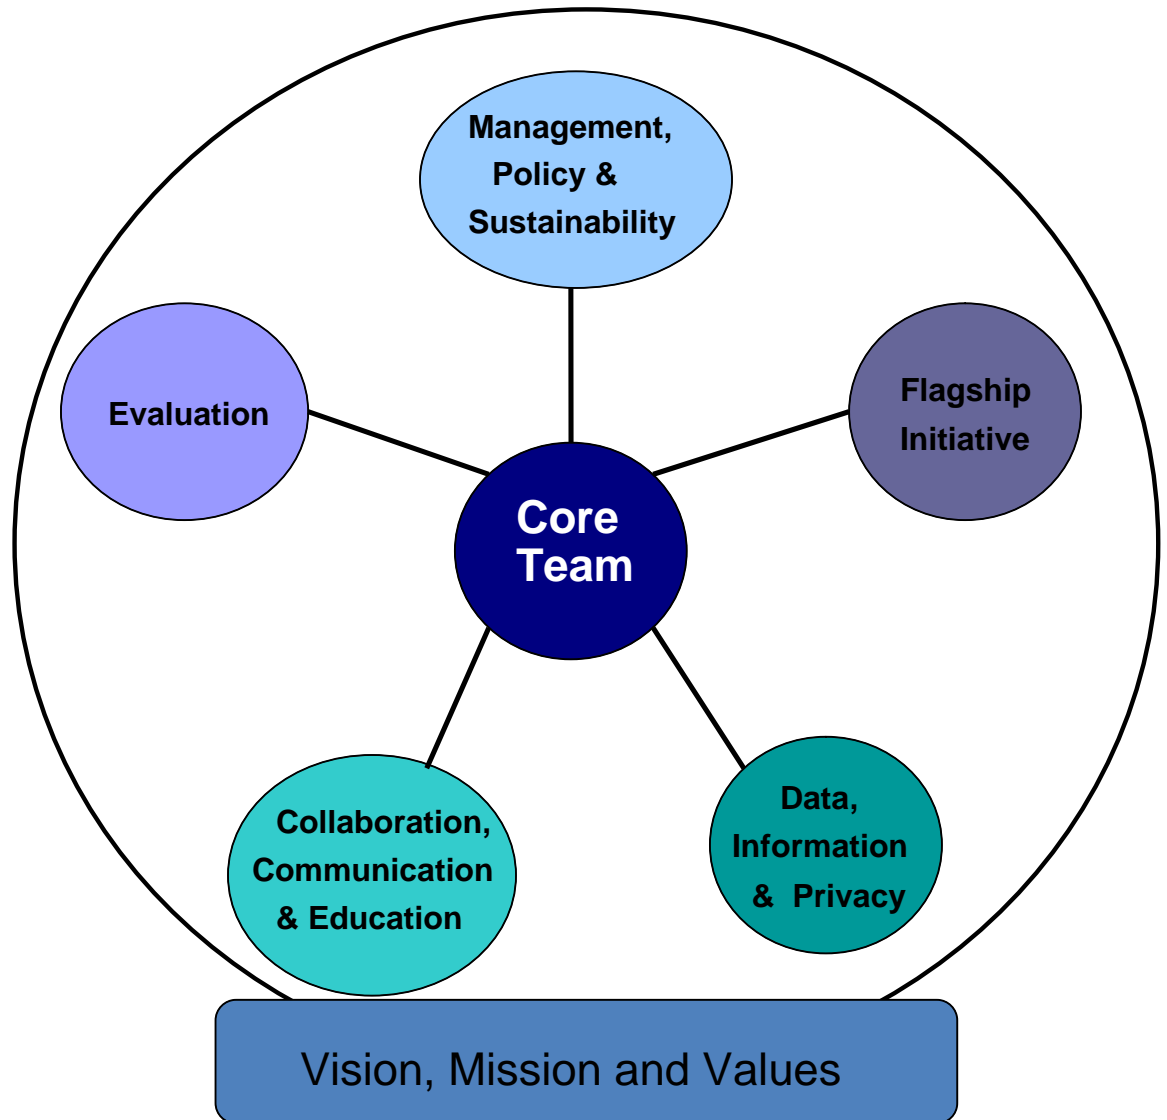 Management,
Policy &
Sustainability
Evaluation
Flagship
Initiative
Core
Team
Collaboration,
Communication
& Education
Data,
Information
& Privacy
Vision, Mission and Values